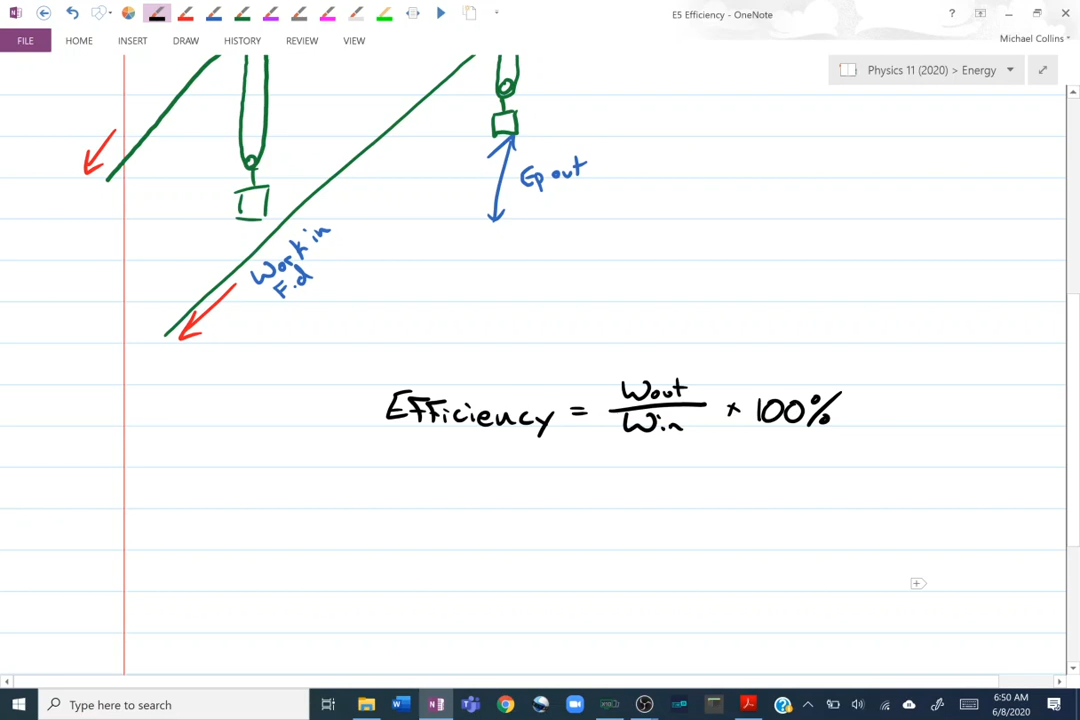 E5 Efficiency - OneNote
?
Michael Collins
FILE HOME INSERT DRAW HISTORY REVIEW VIEW
Physics 11 (2020) > Energy
Ep out
Work in
F.d
Efficiency = Wout / Win × 100%
Type here to search
6:50 AM
6/8/2020